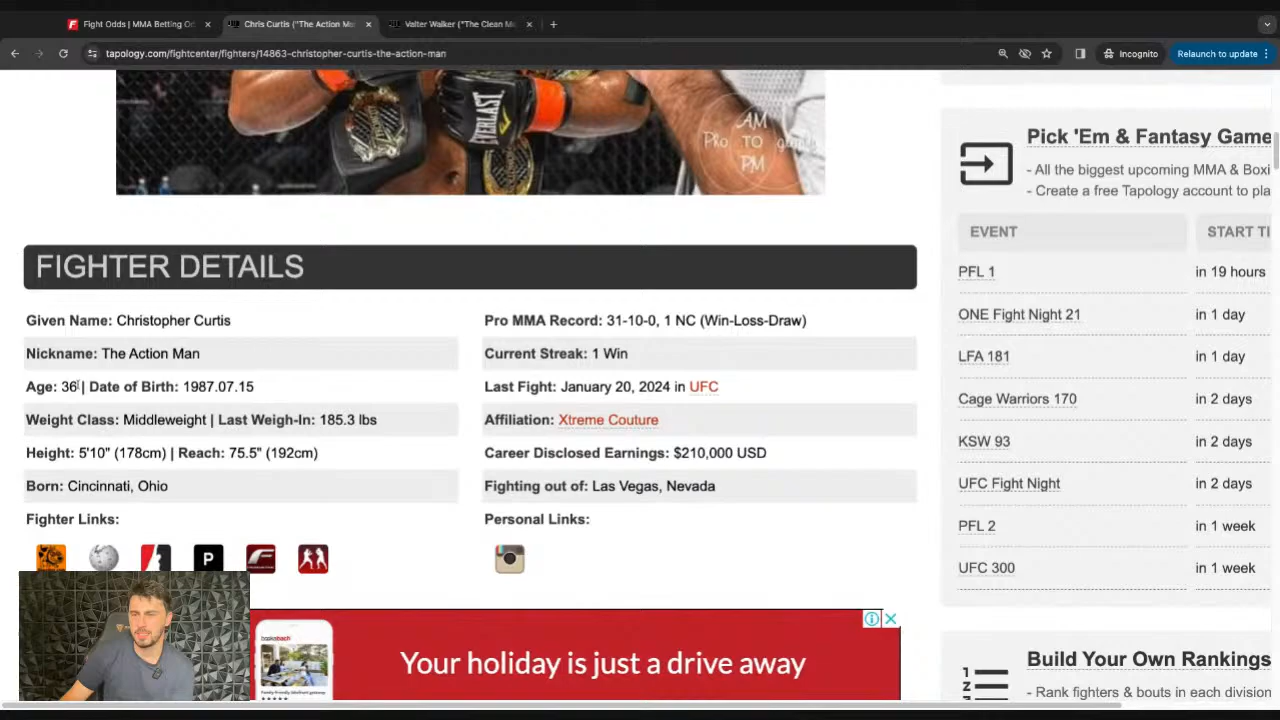 Fight Odds | MMA Betting Od
Chris Curtis ("The Action Ma
Valter Walker ("The Clean Mo
tapology.com/fightcenter/fighters/14863-christopher-curtis-the-action-man
Incognito
Relaunch to update
EVERLAST
AM
Pro TO
PM
FIGHTER DETAILS
Given Name: Christopher Curtis
Nickname: The Action Man
Age: 36 | Date of Birth: 1987.07.15
Weight Class: Middleweight | Last Weigh-In: 185.3 lbs
Height: 5'10" (178cm) | Reach: 75.5" (192cm)
Born: Cincinnati, Ohio
Fighter Links:
P
Pro MMA Record: 31-10-0, 1 NC (Win-Loss-Draw)
Current Streak: 1 Win
Last Fight: January 20, 2024 in UFC
Affiliation: Xtreme Couture
Career Disclosed Earnings: $210,000 USD
Fighting out of: Las Vegas, Nevada
Personal Links:
Your holiday is just a drive away
Pick 'Em & Fantasy Game
- All the biggest upcoming MMA & Boxi
- Create a free Tapology account to pla
EVENT START TI
PFL 1 in 19 hours
ONE Fight Night 21 in 1 day
LFA 181 in 1 day
Cage Warriors 170 in 2 days
KSW 93 in 2 days
UFC Fight Night in 2 days
PFL 2 in 1 week
UFC 300 in 1 week
Build Your Own Rankings
- Rank fighters & bouts in each division